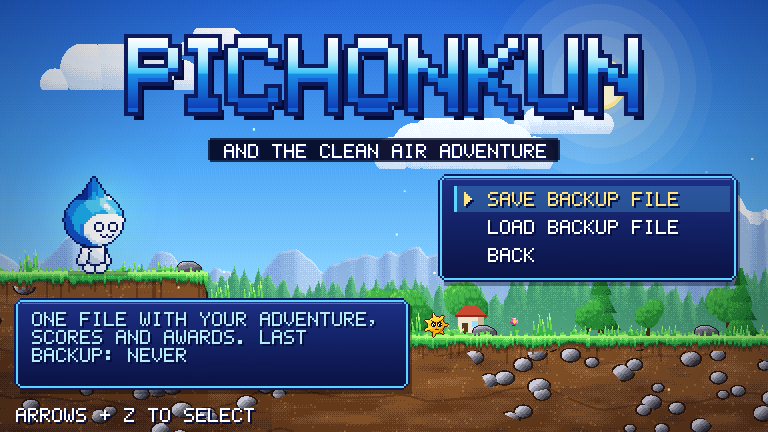 PICHONKUN
AND THE CLEAN AIR ADVENTURE
SAVE BACKUP FILE
LOAD BACKUP FILE
BACK
ONE FILE WITH YOUR ADVENTURE,
SCORES AND AWARDS. LAST
BACKUP: NEVER
ARROWS + Z TO SELECT